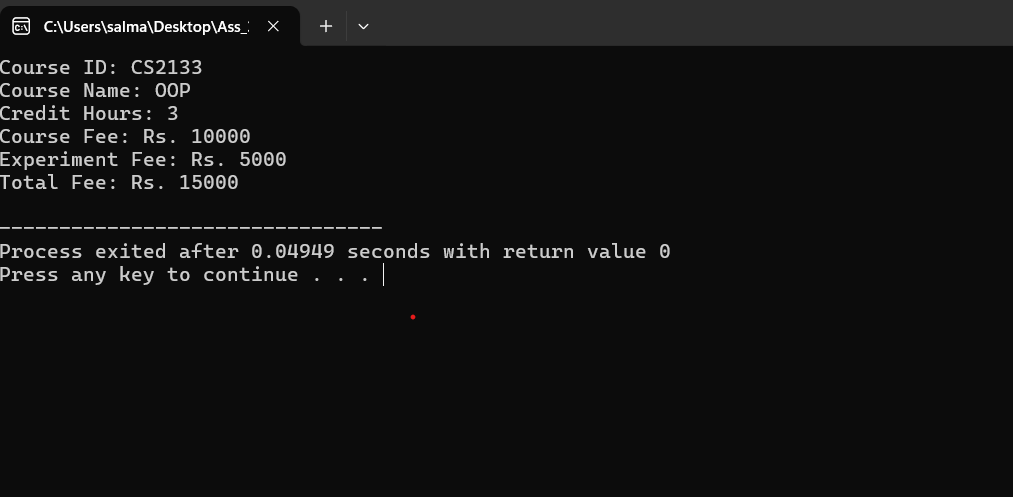 C:\Users\salma\Desktop\Ass_
Course ID: CS2133
Course Name: OOP
Credit Hours: 3
Course Fee: Rs. 10000
Experiment Fee: Rs. 5000
Total Fee: Rs. 15000
--------------------------------
Process exited after 0.04949 seconds with return value 0
Press any key to continue . . .